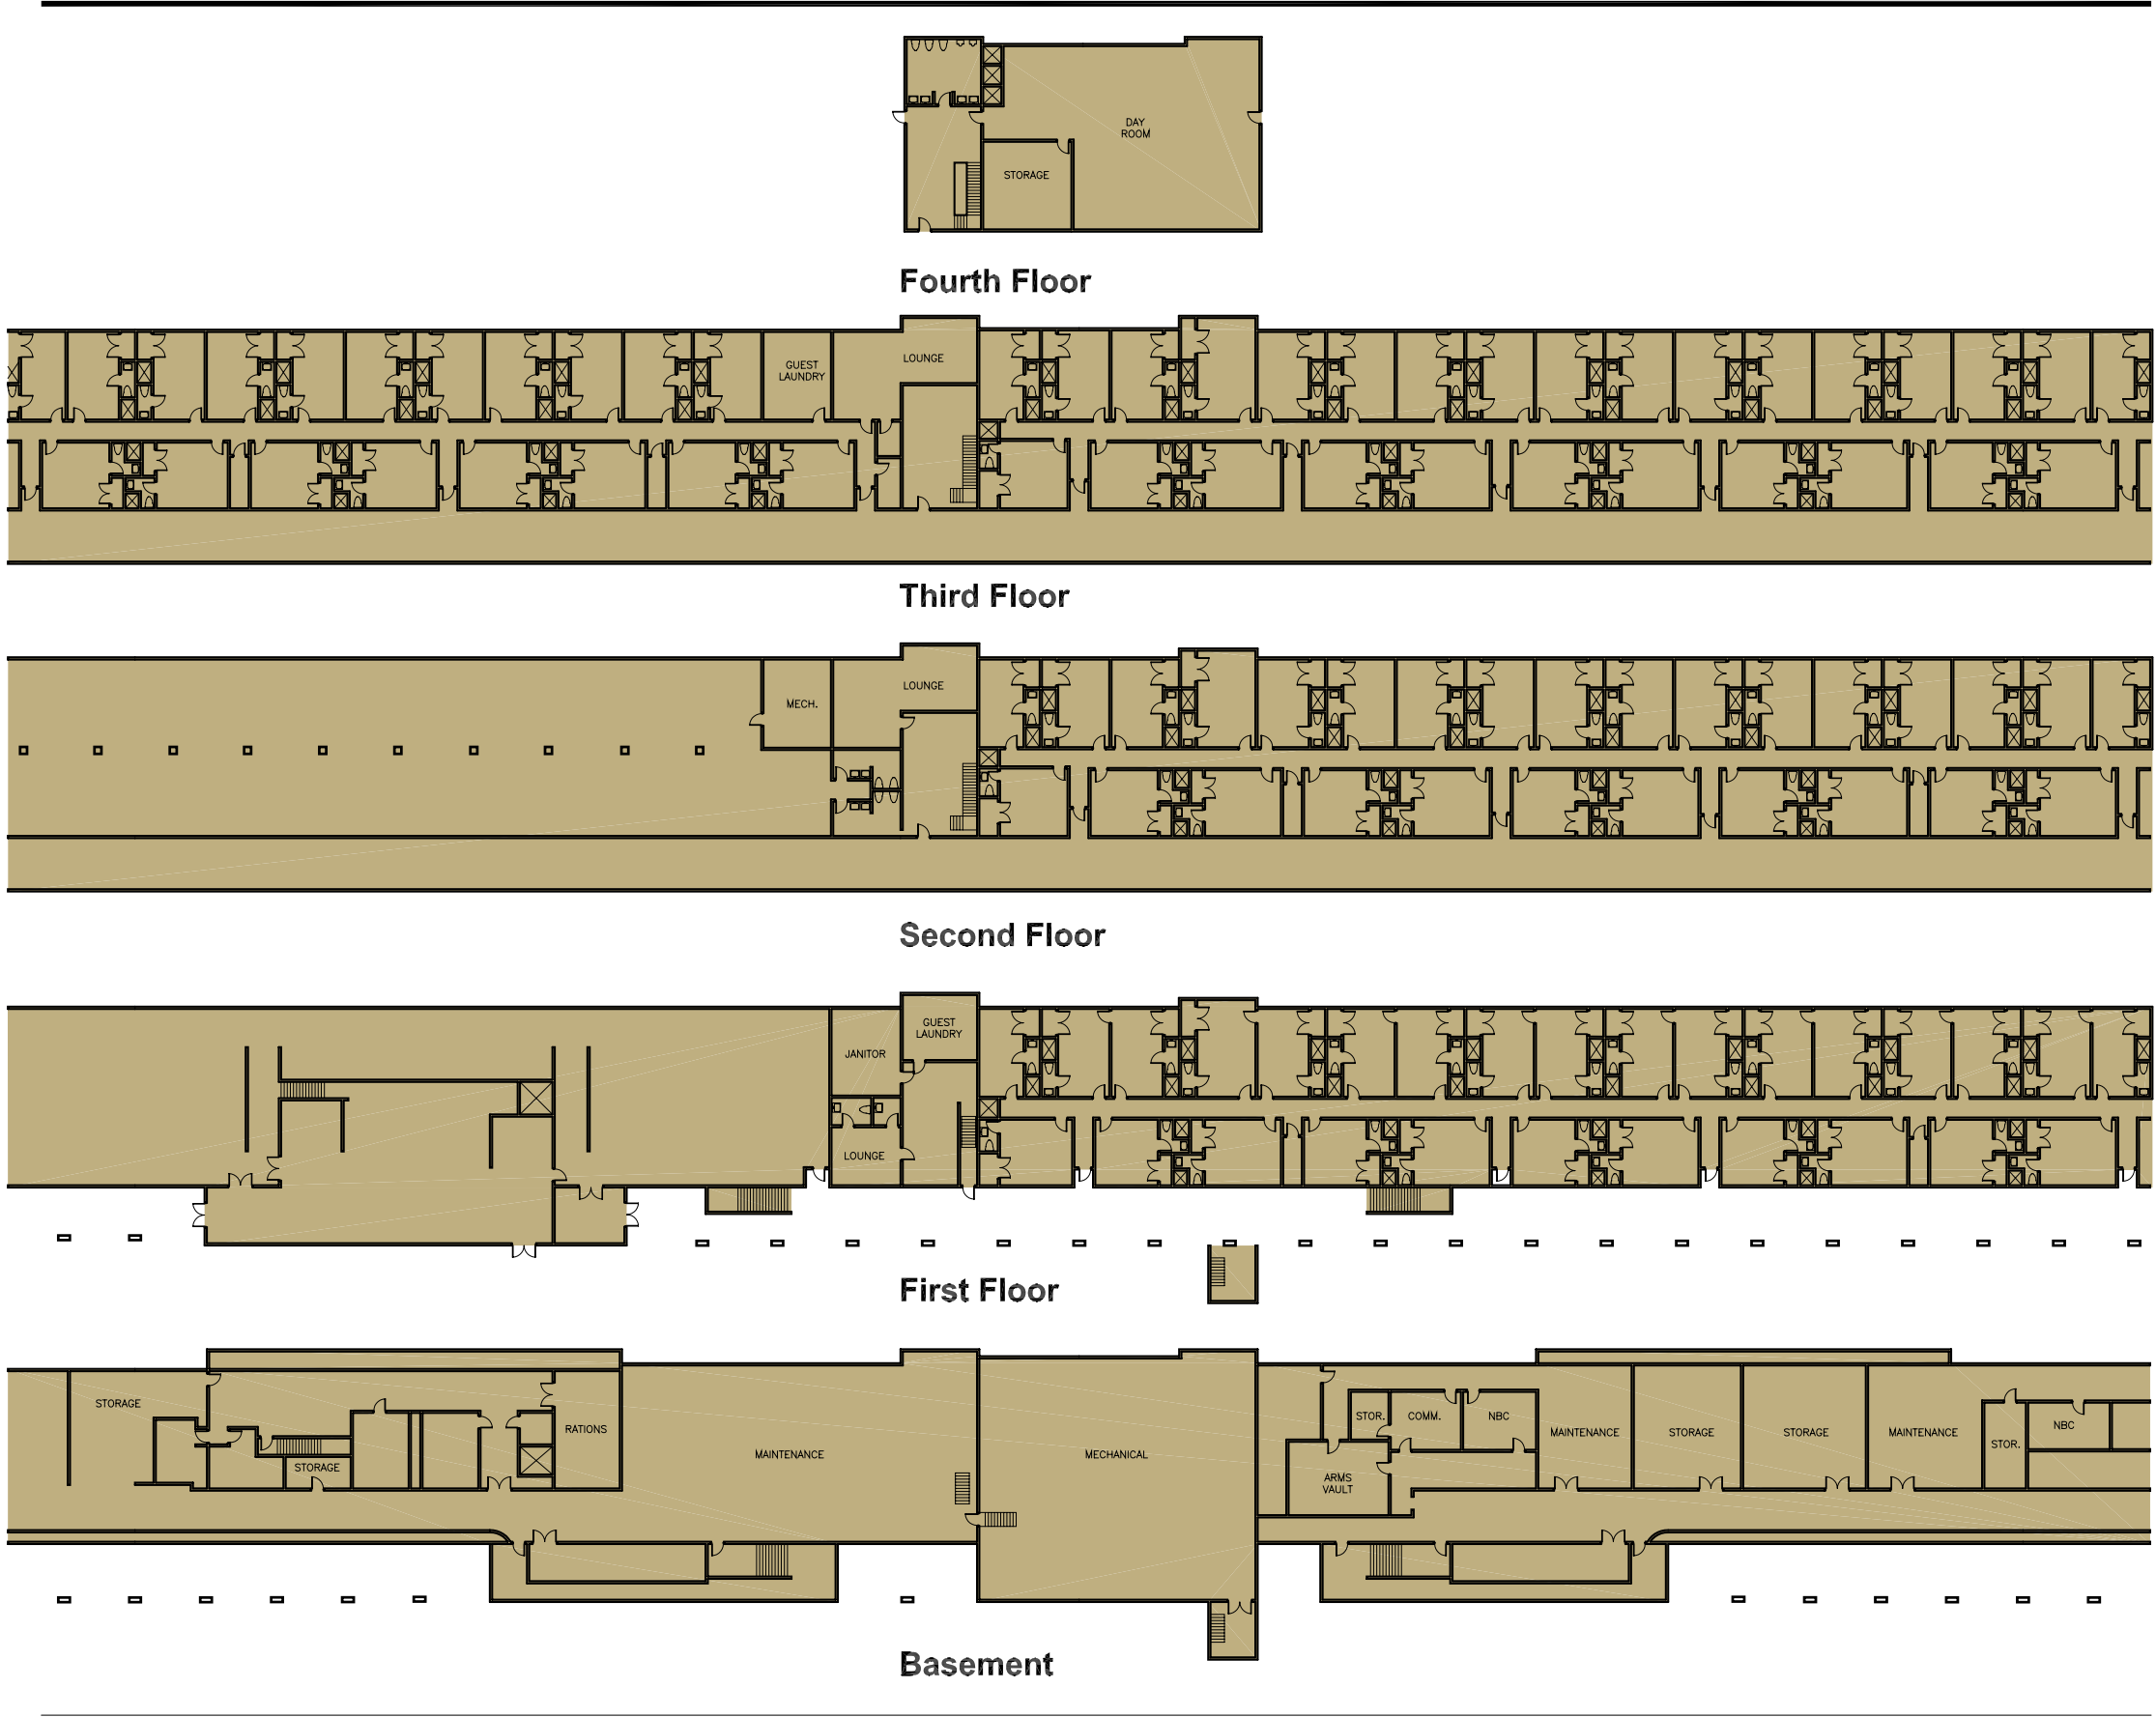 DAY
ROOM
STORAGE
Fourth Floor
GUEST
LAUNDRY
LOUNGE
Third Floor
MECH.
LOUNGE
Second Floor
GUEST
LAUNDRY
JANITOR
LOUNGE
First Floor
STORAGE
STORAGE
RATIONS
MAINTENANCE
MECHANICAL
STOR.
COMM.
NBC
ARMS
VAULT
MAINTENANCE
STORAGE
STORAGE
MAINTENANCE
STOR.
NBC
Basement